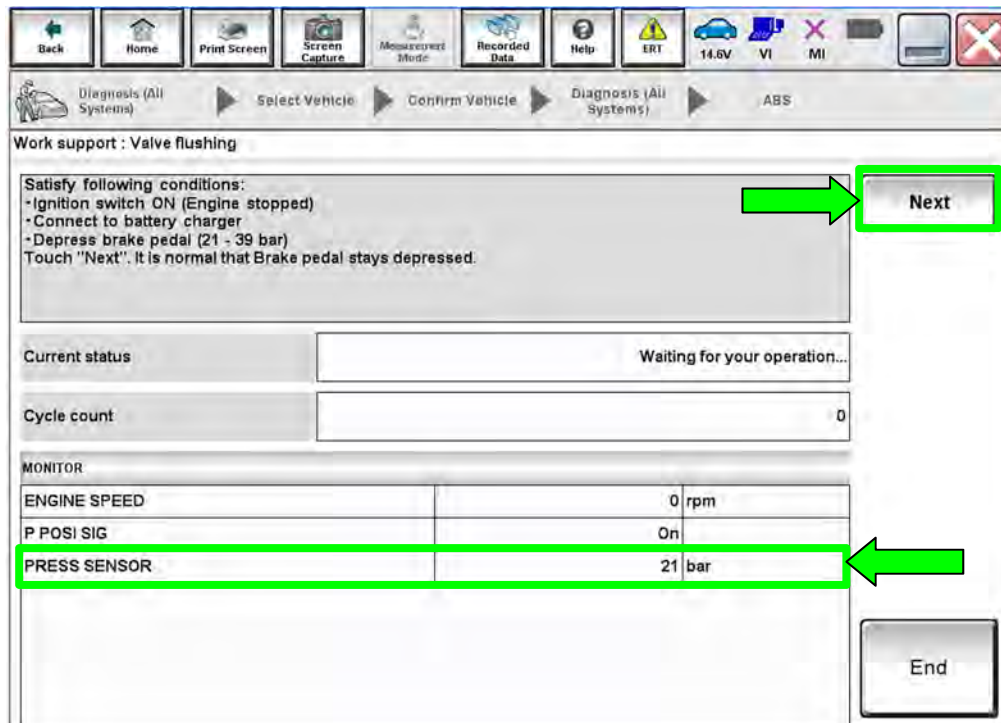 Back
Home
Print Screen
Screen Capture
Measurement Mode
Recorded Data
Help
ERT
14.6V
VI
MI
Diagnosis (All Systems)
Select Vehicle
Confirm Vehicle
Diagnosis (All Systems)
ABS
Work support : Valve flushing
Satisfy following conditions:
・Ignition switch ON (Engine stopped)
・Connect to battery charger
・Depress brake pedal (21 - 39 bar)
Touch "Next". It is normal that Brake pedal stays depressed.
Next
Current status
Waiting for your operation...
Cycle count
0
MONITOR
ENGINE SPEED 0 rpm
P POSI SIG On
PRESS SENSOR 21 bar
End